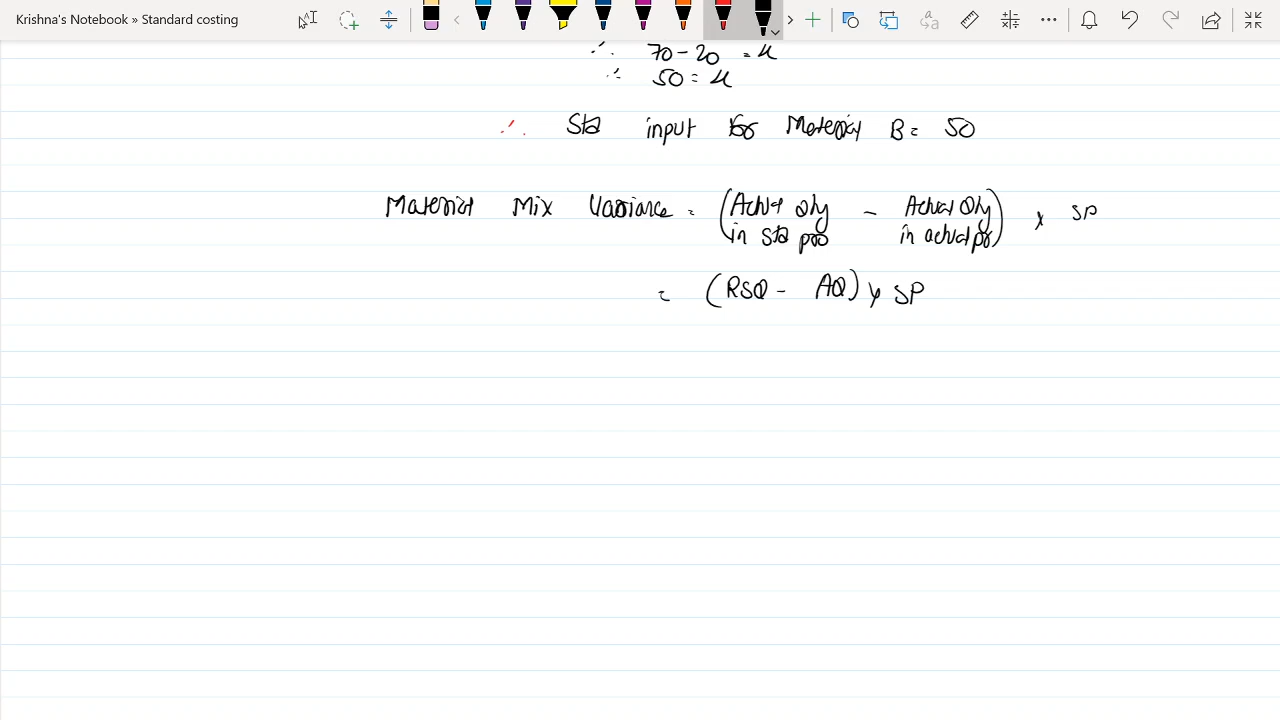 Krishna's Notebook » Standard costing
∴ 70 - 20 = x
∴ 50 = x
∴ Std input for Material B = 50
Material Mix Variance = (Actual Qty in Std pro - Actual Qty in actual pr) x SP
= (RSQ - AQ) x SP